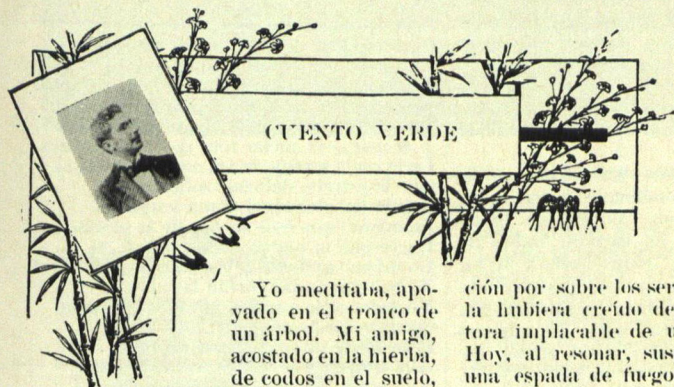 CUENTO VERDE
Yo meditaba, apo-
yado en el tronco de
un árbol. Mi amigo,
acostado en la hierba,
de codos en el suelo,
ción por sobre los ser
la hubiera creído de
tora implacable de u
Hoy, al resonar, sus
una espada de fuego